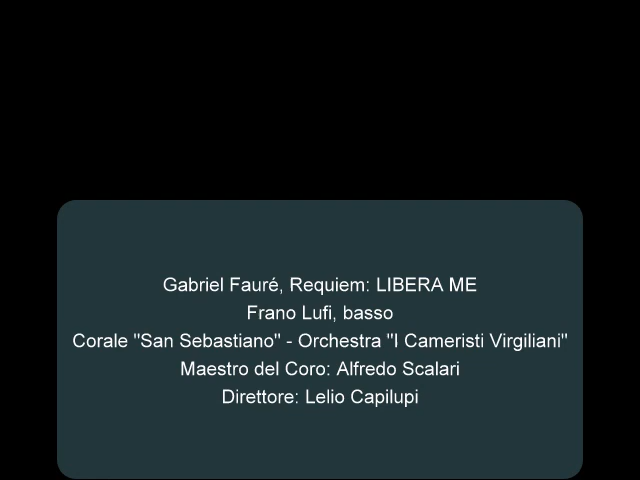 Gabriel Fauré, Requiem: LIBERA ME
Frano Lufi, basso
Corale "San Sebastiano" - Orchestra "I Cameristi Virgiliani"
Maestro del Coro: Alfredo Scalari
Direttore: Lelio Capilupi